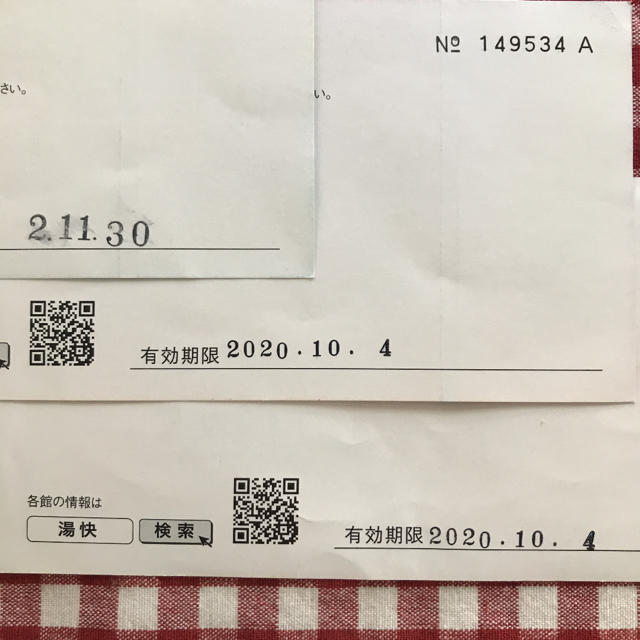 № 149534 A
さい。
い。
2.11.30
有効期限 2020.10. 4
各館の情報は
湯快 検索
有効期限 2020.10. 4